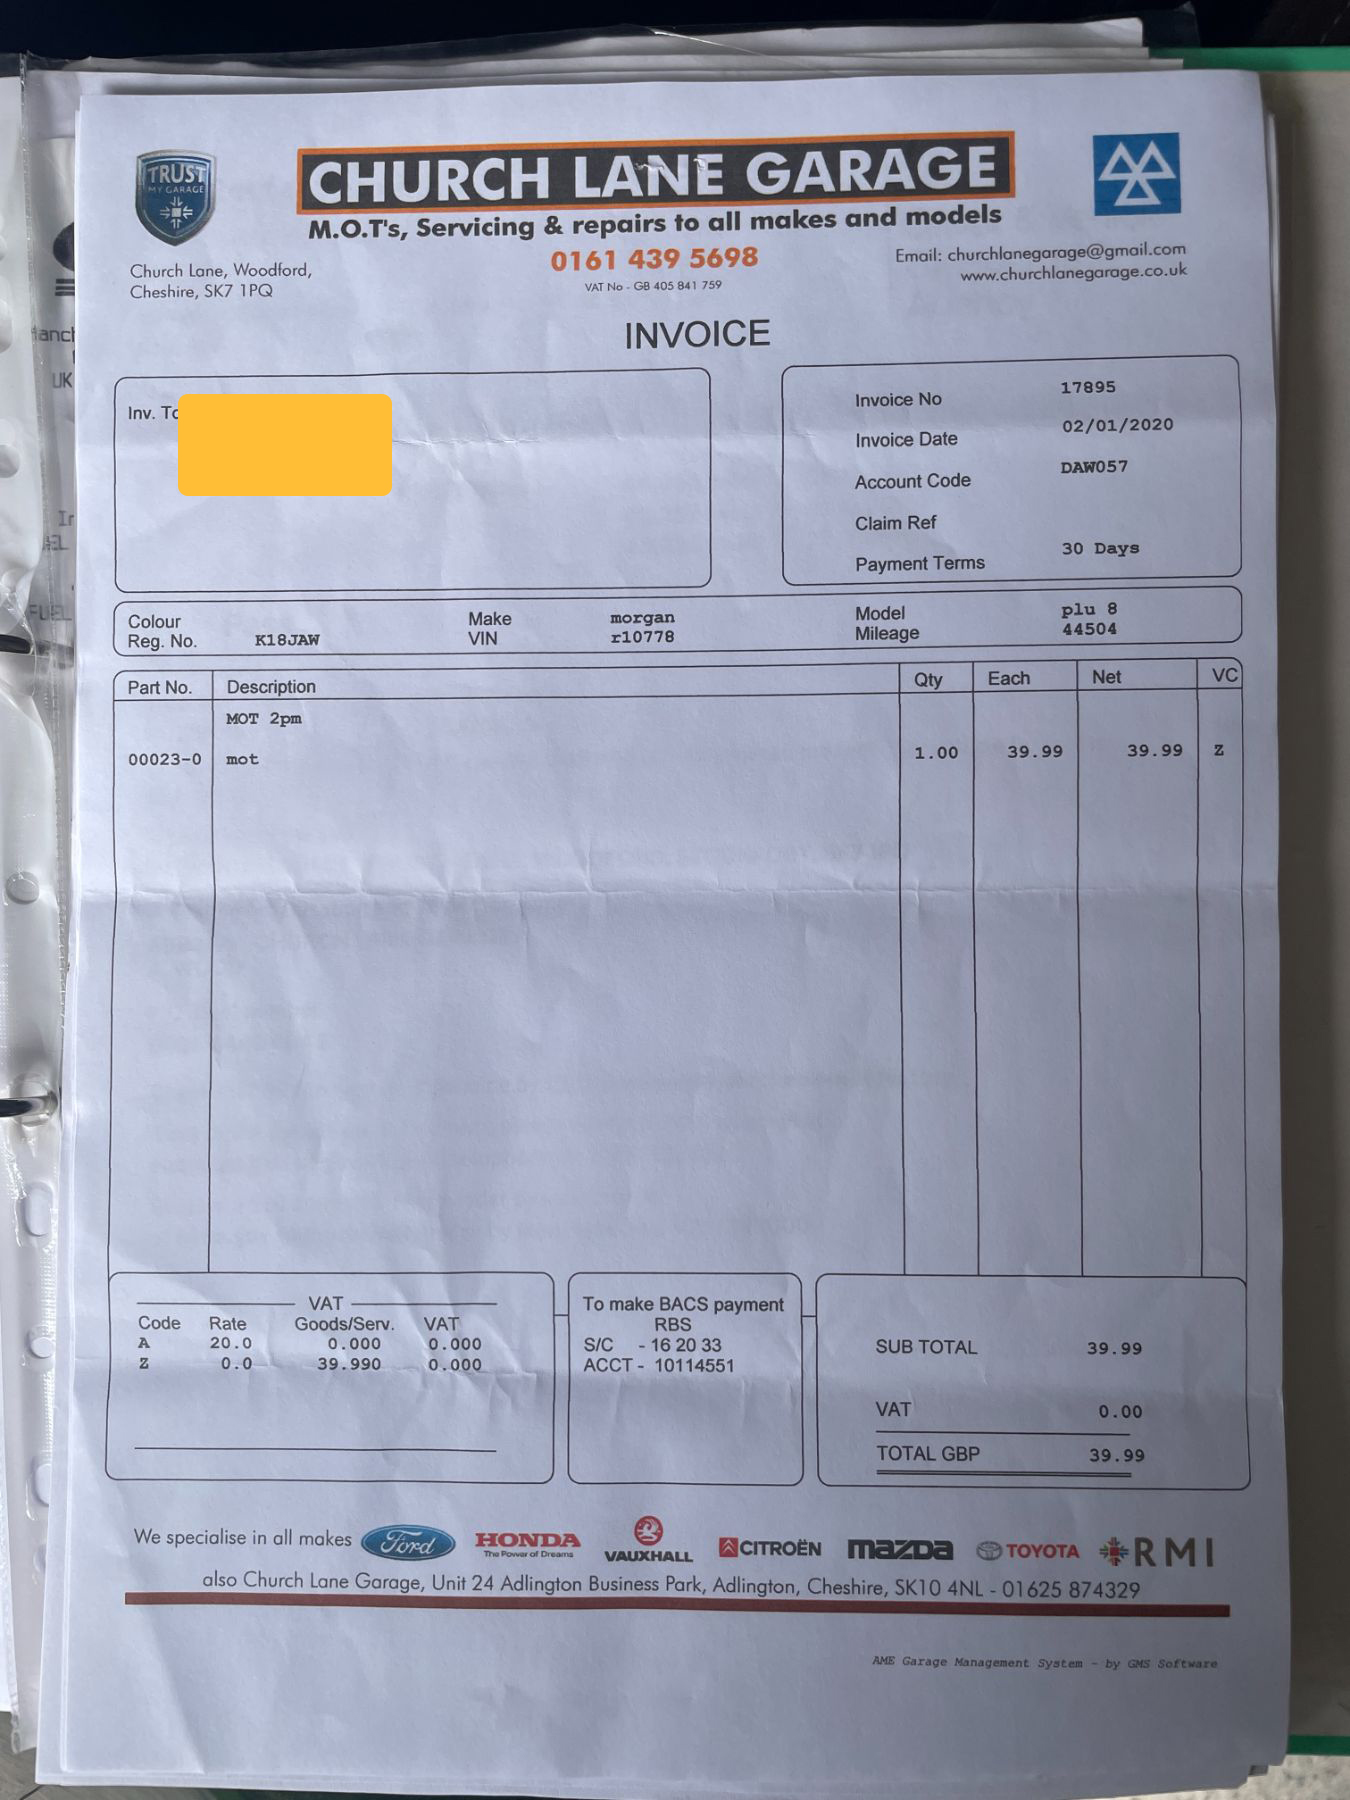 TRUST
MY GARAGE
CHURCH LANE GARAGE
M.O.T's, Servicing & repairs to all makes and models
0161 439 5698
VAT No - GB 405 841 759
Church Lane, Woodford,
Cheshire, SK7 1PQ
Email: churchlanegarage@gmail.com
www.churchlanegarage.co.uk
INVOICE
Inv. To
Invoice No 17895
Invoice Date 02/01/2020
Account Code DAW057
Claim Ref
Payment Terms 30 Days
Colour Make morgan Model plu 8
Reg. No. K18JAW VIN r10778 Mileage 44504
Part No. Description Qty Each Net VC
MOT 2pm
00023-0 mot 1.00 39.99 39.99 Z
VAT
Code Rate Goods/Serv. VAT
A 20.0 0.000 0.000
Z 0.0 39.990 0.000
To make BACS payment
RBS
S/C - 16 20 33
ACCT - 10114551
SUB TOTAL 39.99
VAT 0.00
TOTAL GBP 39.99
We specialise in all makes Ford HONDA The Power of Dreams VAUXHALL CITROËN mazda TOYOTA RMI
also Church Lane Garage, Unit 24 Adlington Business Park, Adlington, Cheshire, SK10 4NL - 01625 874329
AME Garage Management System - by GMS Software
UK